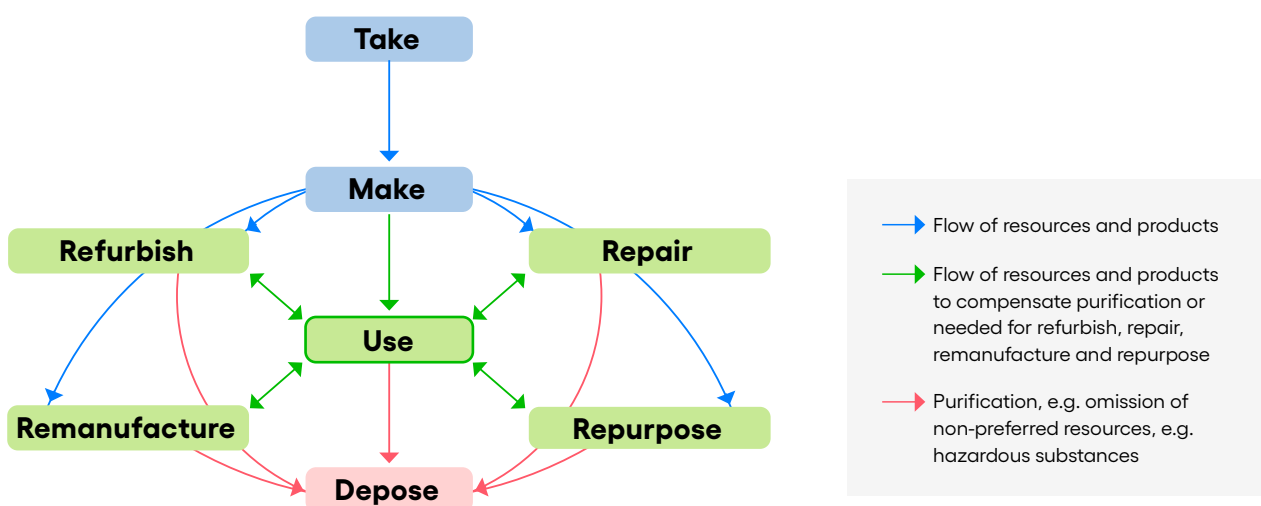 Take
Make
Refurbish
Repair
Use
Remanufacture
Repurpose
Depose
Flow of resources and products
Flow of resources and products
to compensate purification or
needed for refurbish, repair,
remanufacture and repurpose
Purification, e.g. omission of
non-preferred resources, e.g.
hazardous substances